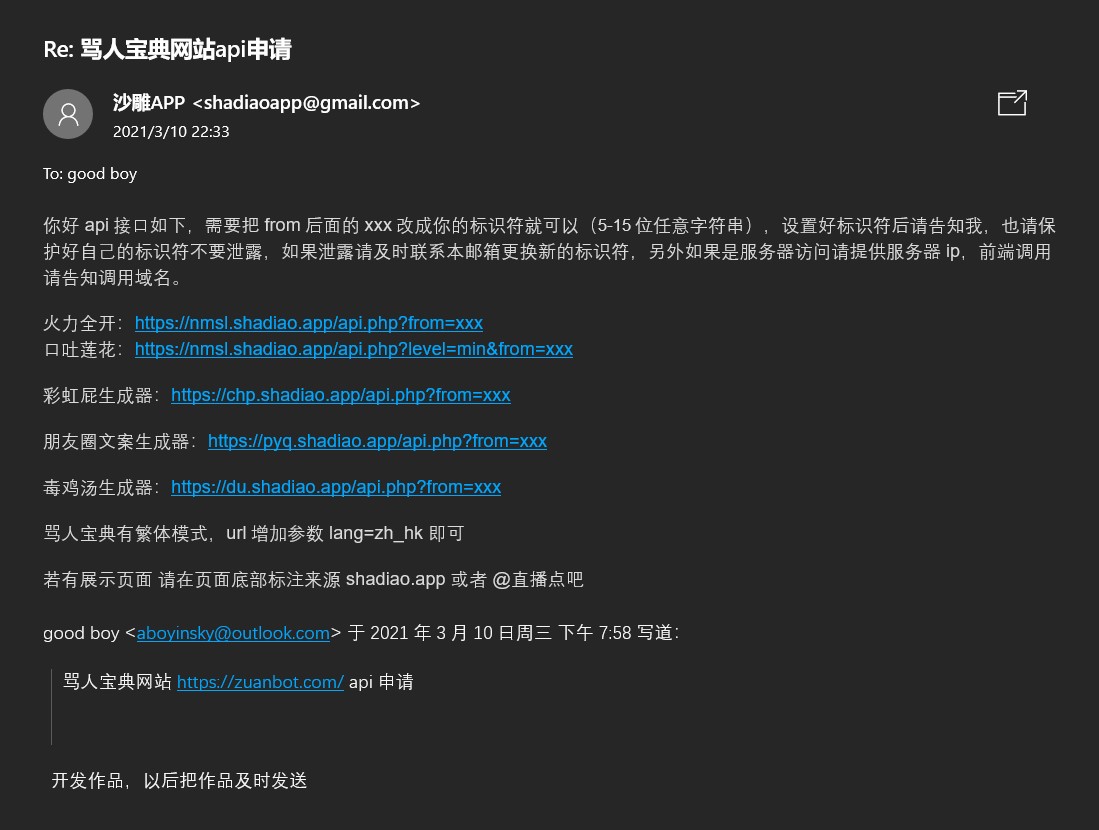 Re: 骂人宝典网站api申请
沙雕APP <shadiaoapp@gmail.com>
2021/3/10 22:33
To: good boy
你好 api 接口如下，需要把 from 后面的 xxx 改成你的标识符就可以（5-15 位任意字符串），设置好标识符后请告知我，也请保
护好自己的标识符不要泄露，如果泄露请及时联系本邮箱更换新的标识符，另外如果是服务器访问请提供服务器 ip，前端调用
请告知调用域名。
火力全开：https://nmsl.shadiao.app/api.php?from=xxx
口吐莲花：https://nmsl.shadiao.app/api.php?level=min&from=xxx
彩虹屁生成器：https://chp.shadiao.app/api.php?from=xxx
朋友圈文案生成器：https://pyq.shadiao.app/api.php?from=xxx
毒鸡汤生成器：https://du.shadiao.app/api.php?from=xxx
骂人宝典有繁体模式，url 增加参数 lang=zh_hk 即可
若有展示页面 请在页面底部标注来源 shadiao.app 或者 @直播点吧
good boy <aboyinsky@outlook.com> 于 2021 年 3 月 10 日周三 下午 7:58 写道：
骂人宝典网站 https://zuanbot.com/ api 申请
开发作品，以后把作品及时发送